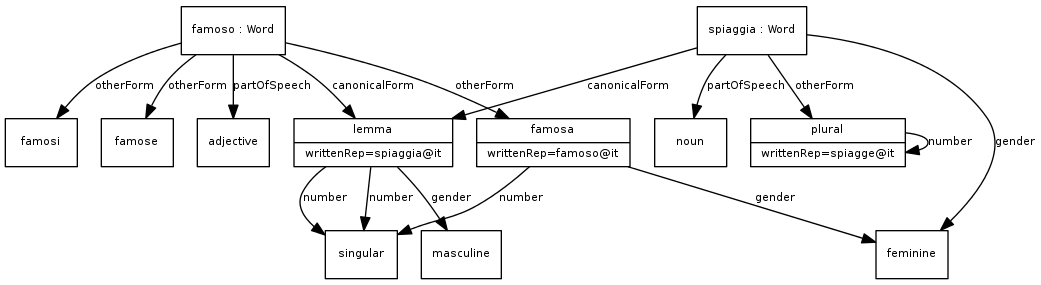 famoso : Word
spiaggia : Word
otherForm
otherForm
partOfSpeech
canonicalForm
otherForm
canonicalForm
partOfSpeech
otherForm
famosi
famose
adjective
lemma
writtenRep=spiaggia@it
famosa
writtenRep=famoso@it
noun
plural
writtenRep=spiagge@it
number
gender
number
number
gender
number
gender
singular
masculine
feminine